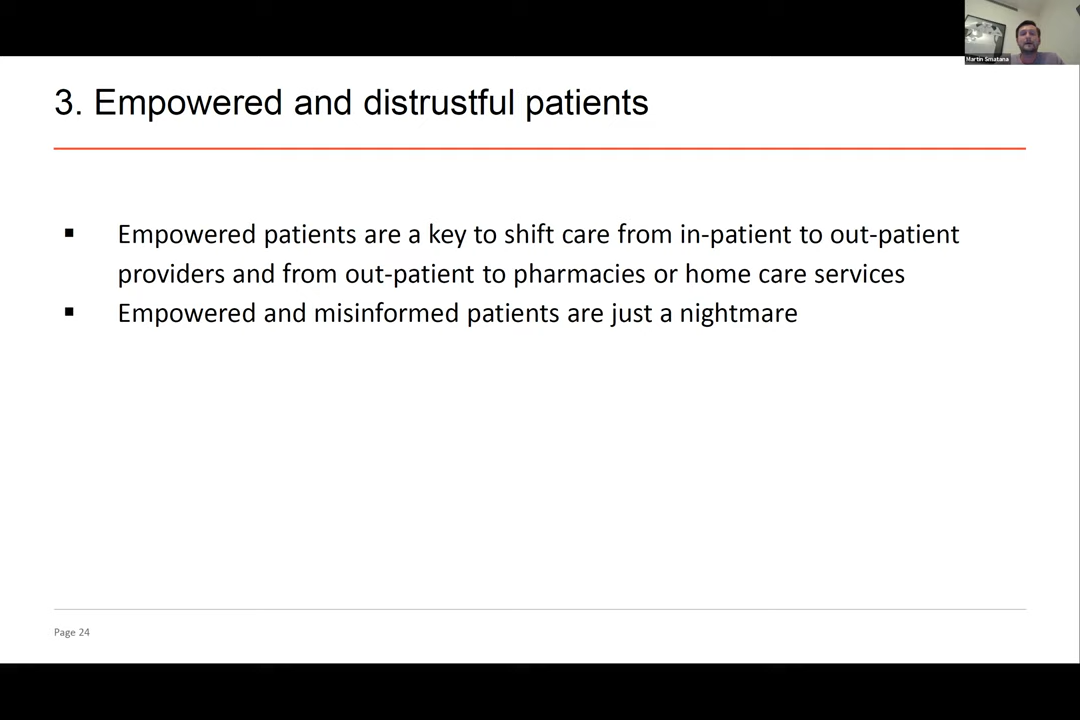 Martin Smatana
3. Empowered and distrustful patients
▪ Empowered patients are a key to shift care from in-patient to out-patient
providers and from out-patient to pharmacies or home care services
▪ Empowered and misinformed patients are just a nightmare
Page 24